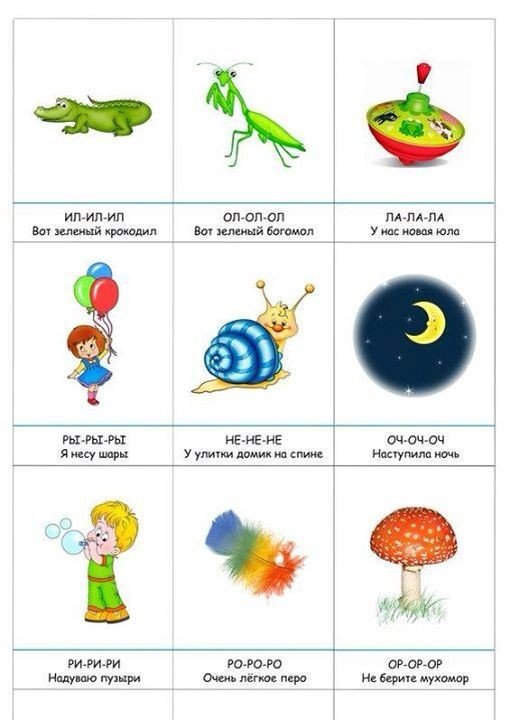 ИЛ-ИЛ-ИЛ
Вот зеленый крокодил
ОЛ-ОЛ-ОЛ
Вот зеленый богомол
ЛА-ЛА-ЛА
У нас новая юла
РЫ-РЫ-РЫ
Я несу шары
НЕ-НЕ-НЕ
У улитки домик на спине
ОЧ-ОЧ-ОЧ
Наступила ночь
РИ-РИ-РИ
Надуваю пузыри
РО-РО-РО
Очень лёгкое перо
ОР-ОР-ОР
Не берите мухомор